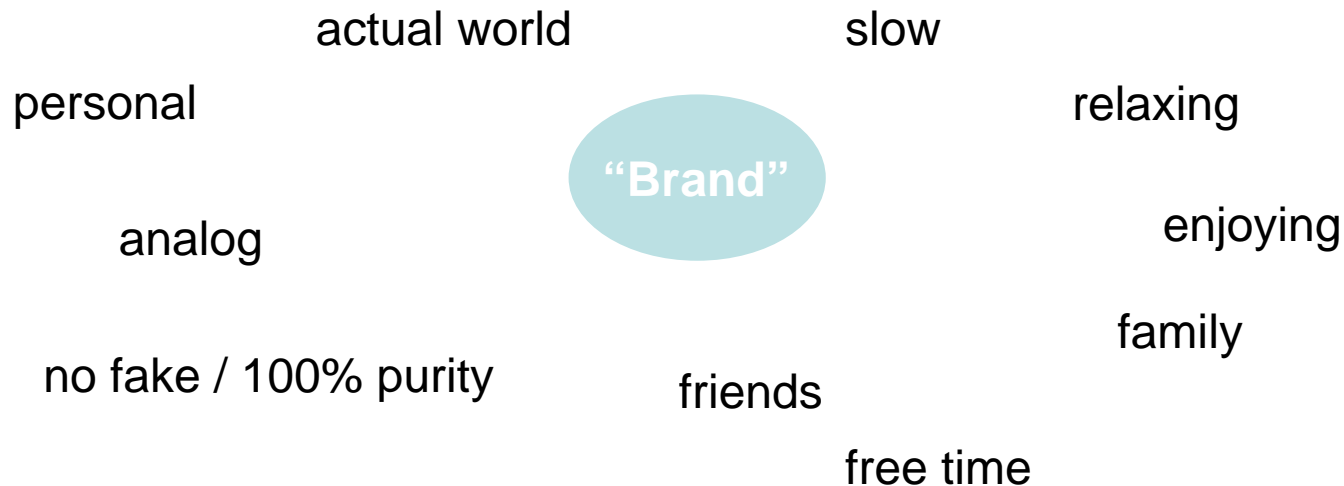 actual world
slow
personal
relaxing
“Brand”
analog
enjoying
family
no fake / 100% purity
friends
free time